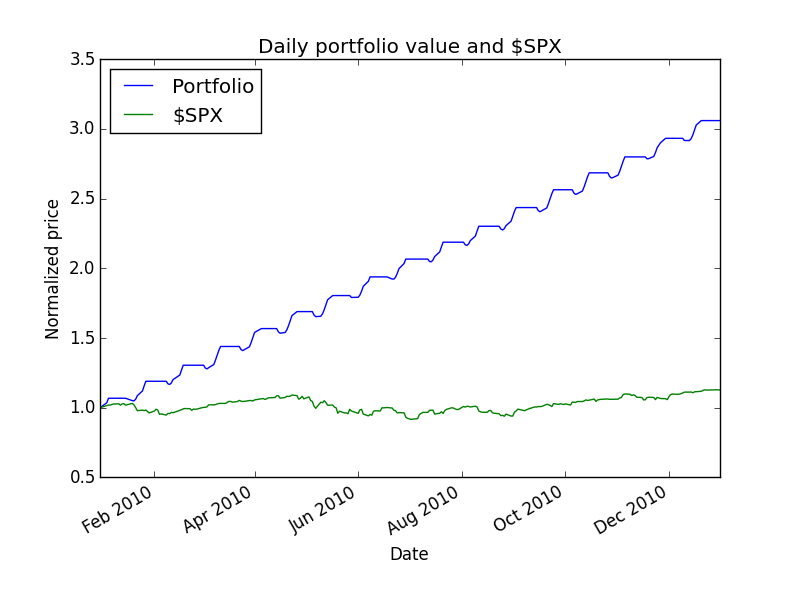 Daily portfolio value and $SPX
Portfolio
$SPX
3.5
3.0
2.5
2.0
1.5
1.0
0.5
Normalized price
Feb 2010
Apr 2010
Jun 2010
Aug 2010
Oct 2010
Dec 2010
Date